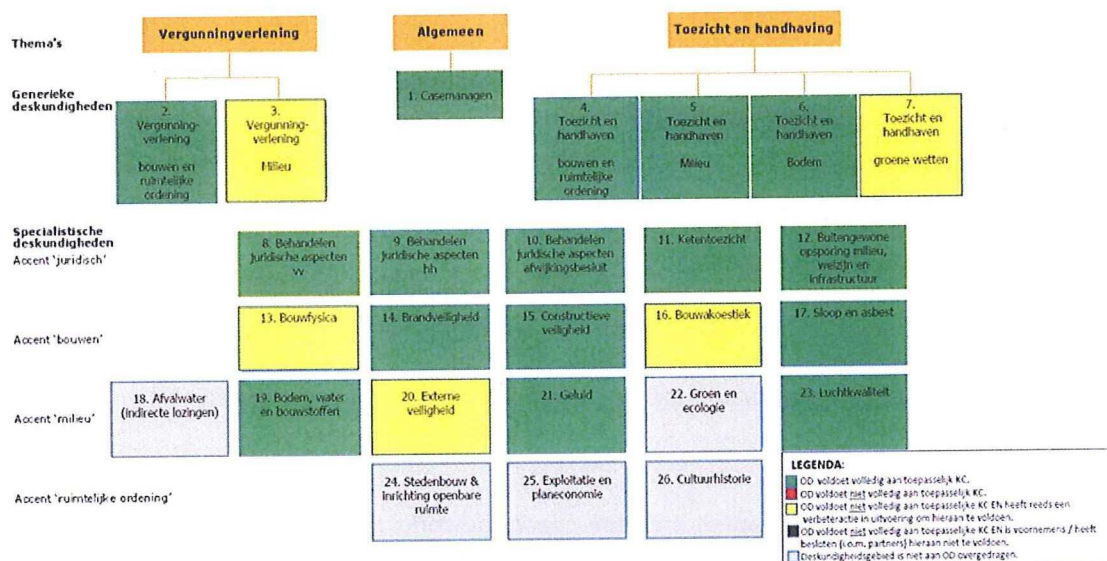 Thema's
Vergunningverlening
Algemeen
Toezicht en handhaving
Generieke
deskundigheden
1. Casemanagen
2.
Vergunning-
verlening
bouwen en
ruimtelijke
ordening
3.
Vergunning-
verlening
Milieu
4.
Toezicht en
handhaven
bouwen en
ruimtelijke
ordening
5
Toezicht en
handhaven
Milieu
6.
Toezicht en
handhaven
Bodem
7.
Toezicht en
handhaven
groene wetten
Specialistische
deskundigheden
Accent 'juridisch'
8. Behandelen
juridische aspecten
vv
9. Behandelen
juridische aspecten
hh
10. Behandelen
juridische aspecten
afwijkingsbesluit
11. Ketentoezicht
12. Buitengewone
opsporing milieu,
welzijn en
infrastructuur
Accent 'bouwen'
13. Bouwfysica
14. Brandveiligheid
15. Constructieve
veiligheid
16. Bouwakoestiek
17. Sloop en asbest
Accent 'milieu'
18. Afvalwater
(indirecte lozingen)
19. Bodem, water
en bouwstoffen
20. Externe
veiligheid
21. Geluid
22. Groen en
ecologie
23. Luchtkwaliteit
Accent 'ruimtelijke ordening'
24. Stedenbouw &
inrichting openbare
ruimte
25. Exploitatie en
planeconomie
26. Cultuurhistorie
LEGENDA:
OD voldoet volledig aan toepasselijk KC.
OD voldoet niet volledig aan toepasselijk KC.
OD voldoet niet volledig aan toepasselijke KC EN heeft reeds een
verbeteractie in uitvoering om hieraan te voldoen.
OD voldoet niet volledig aan toepasselijke KC EN is voornemens / heeft
besloten (i.o.m. partners) hieraan niet te voldoen.
Deskundigheidsgebied is niet aan OD overgedragen.